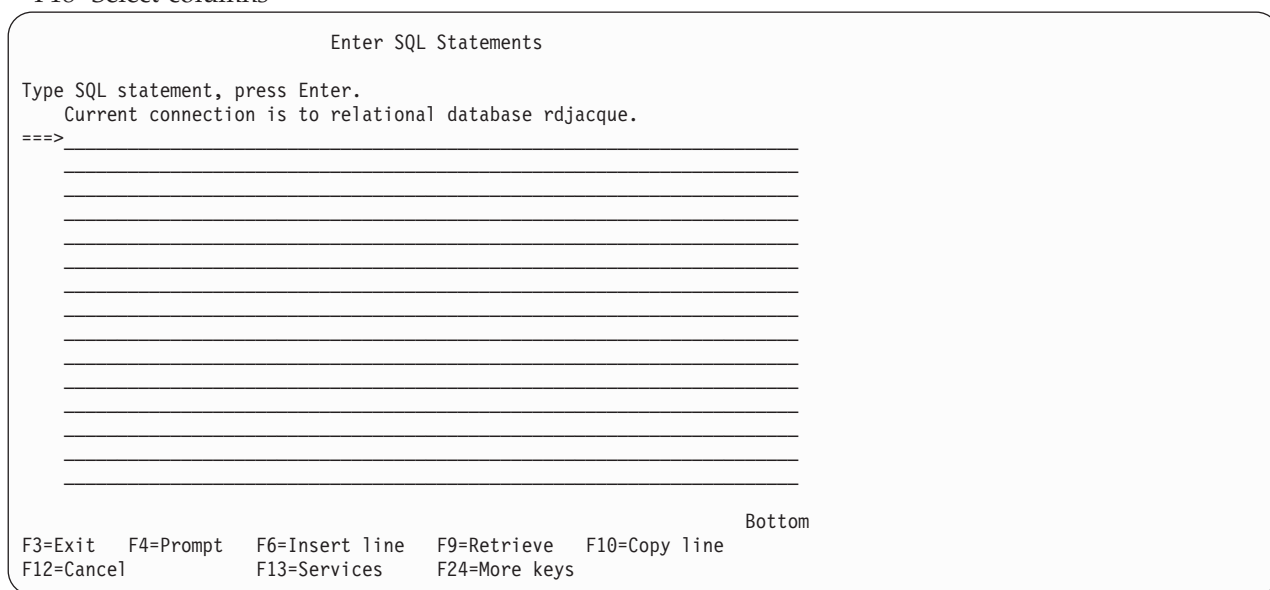 F18=Select columns
Enter SQL Statements
Type SQL statement, press Enter.
Current connection is to relational database rdjacque.
===>
Bottom
F3=Exit F4=Prompt F6=Insert line F9=Retrieve F10=Copy line
F12=Cancel F13=Services F24=More keys